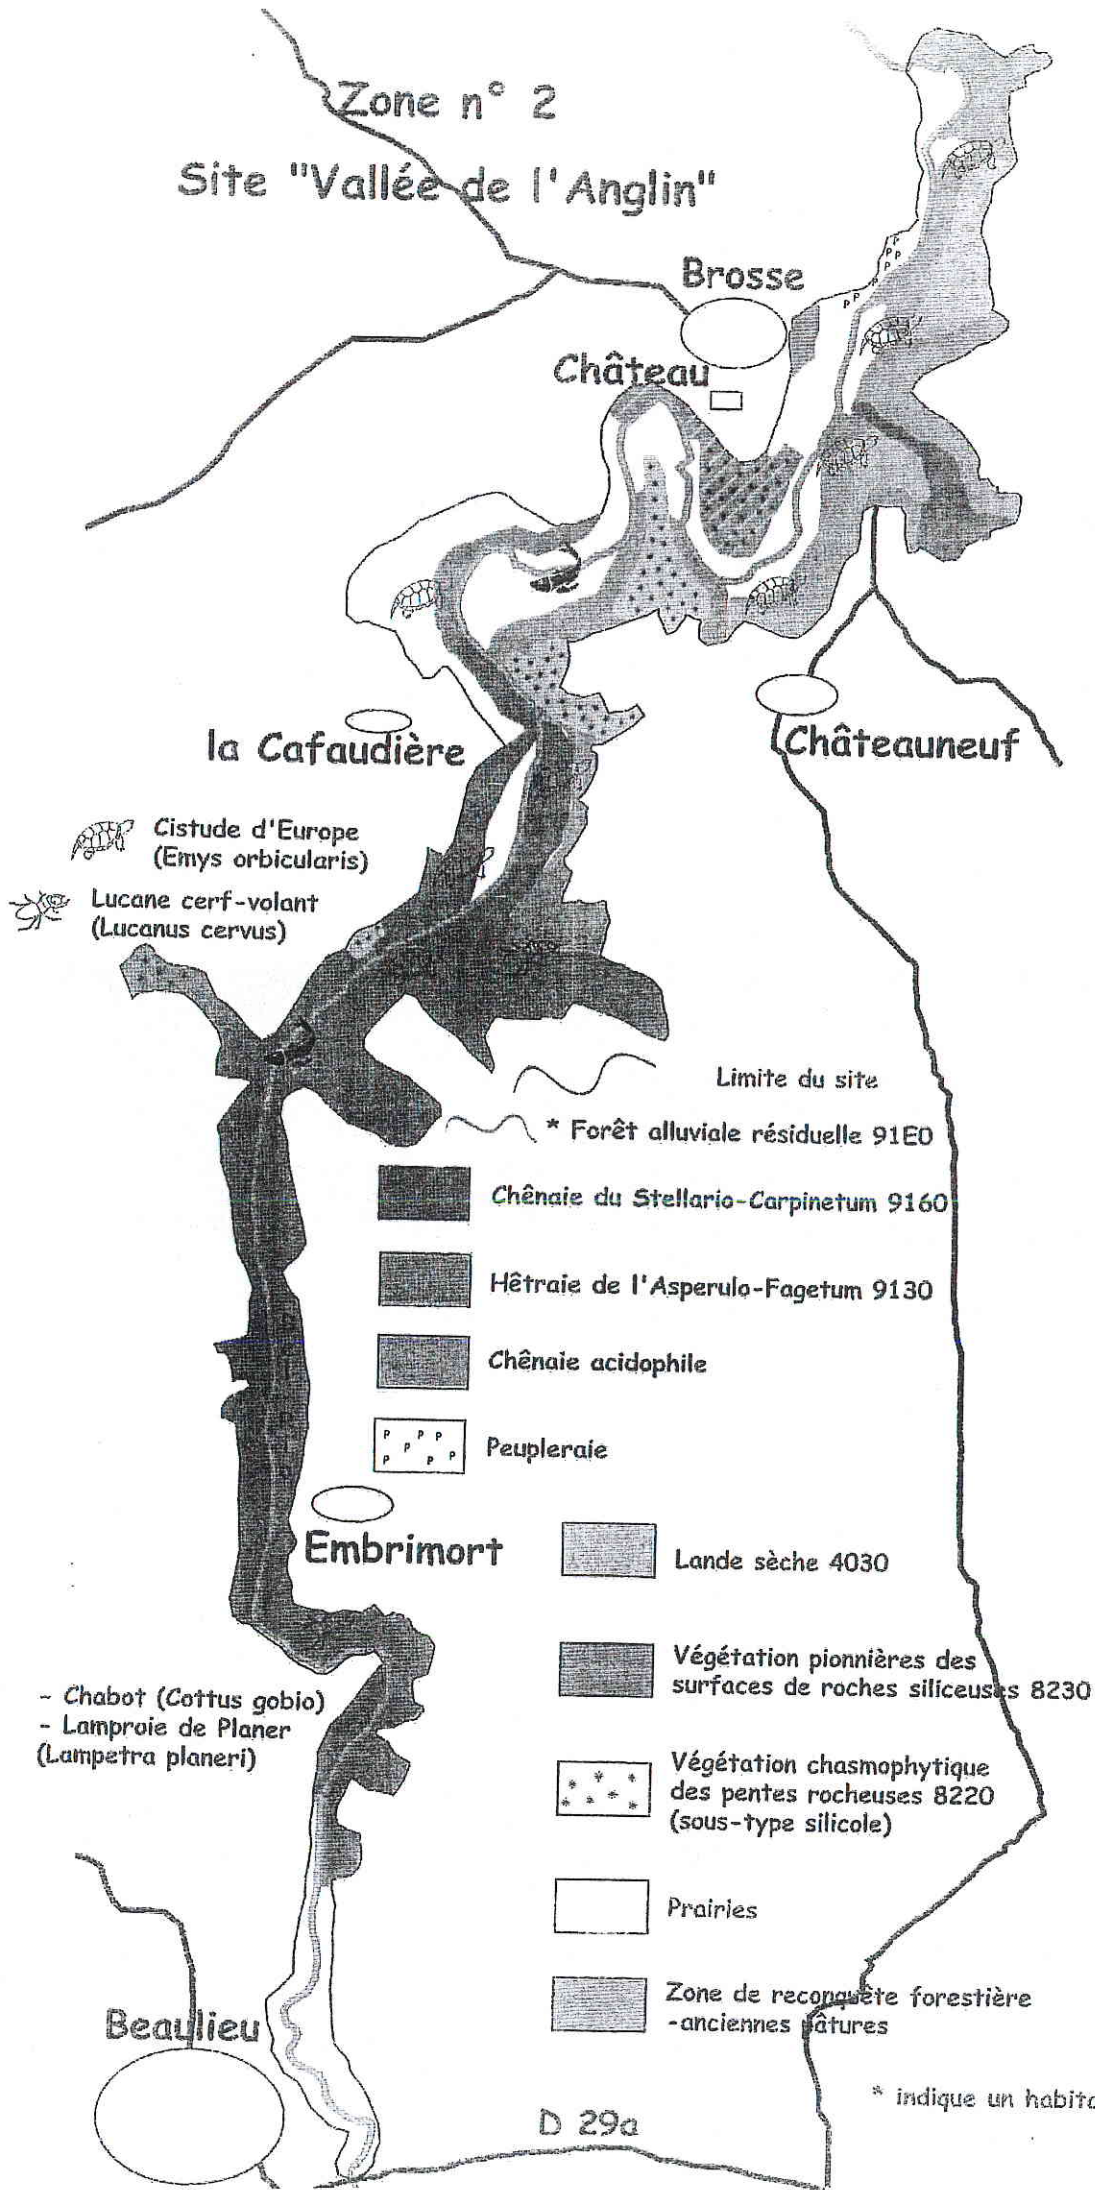 Zone n° 2
Site "Vallée de l'Anglin"
Brosse
Château
la Cafaudière
Châteauneuf
Cistude d'Europe
(Emys orbicularis)
Lucane cerf-volant
(Lucanus cervus)
Limite du site
* Forêt alluviale résiduelle 91E0
Chênaie du Stellario-Carpinetum 9160
Hêtraie de l'Asperulo-Fagetum 9130
Chênaie acidophile
P P P P P P P
Peupleraie
Embrimort
Lande sèche 4030
Végétation pionnières des
surfaces de roches siliceuses 8230
- Chabot (Cottus gobio)
- Lamproie de Planer
(Lampetra planeri)
Végétation chasmophytique
des pentes rocheuses 8220
(sous-type silicole)
Prairies
Zone de reconquête forestière
-anciennes pâtures
Beaulieu
* indique un habita
D 29a